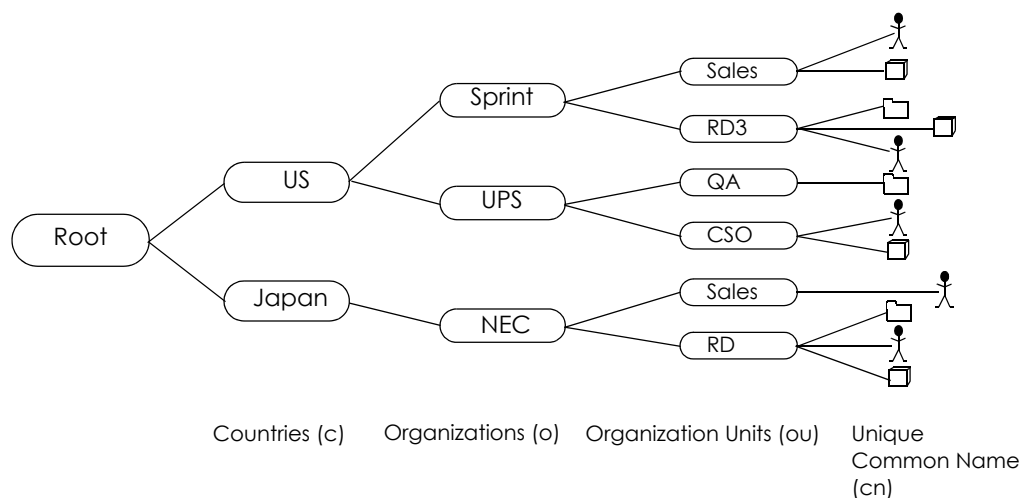 Sales
Sprint
RD3
US
QA
UPS
Root
CSO
Japan
Sales
NEC
RD
Countries (c)
Organizations (o)
Organization Units (ou)
Unique
Common Name
(cn)